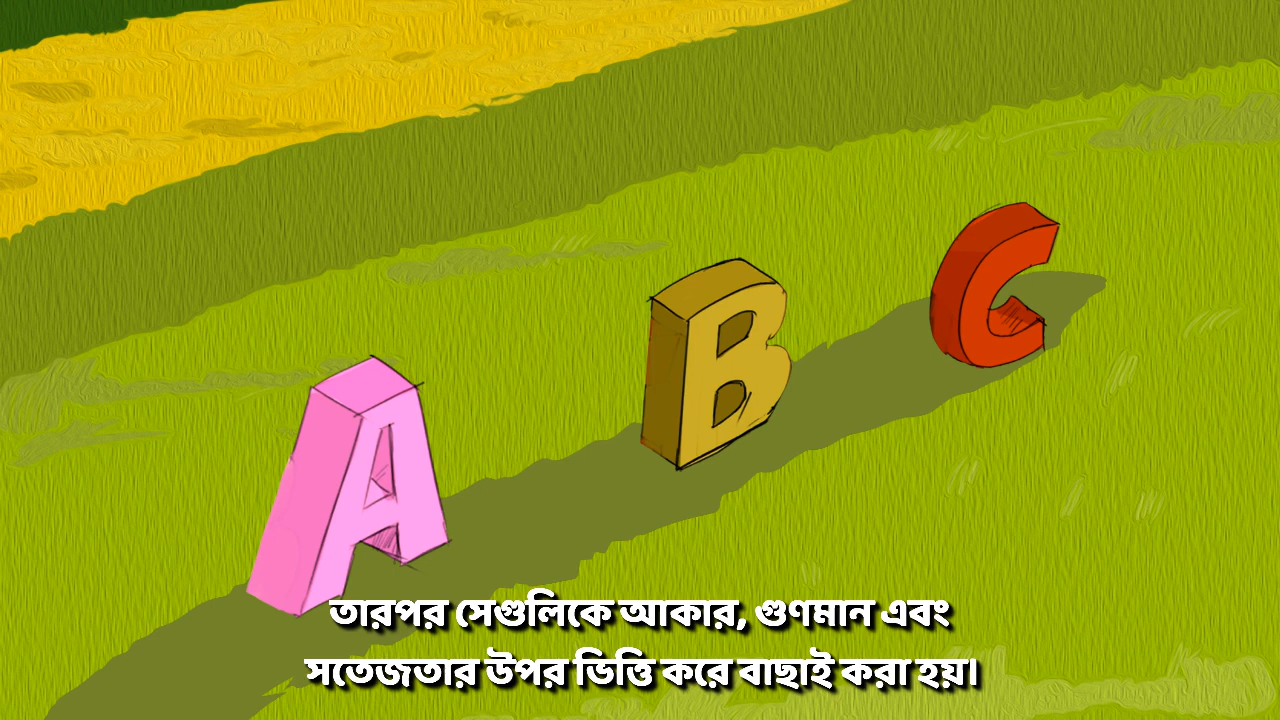 A B C
তারপর সেগুলিকে আকার, গুণমান এবং
সতেজতার উপর ভিত্তি করে বাছাই করা হয়।